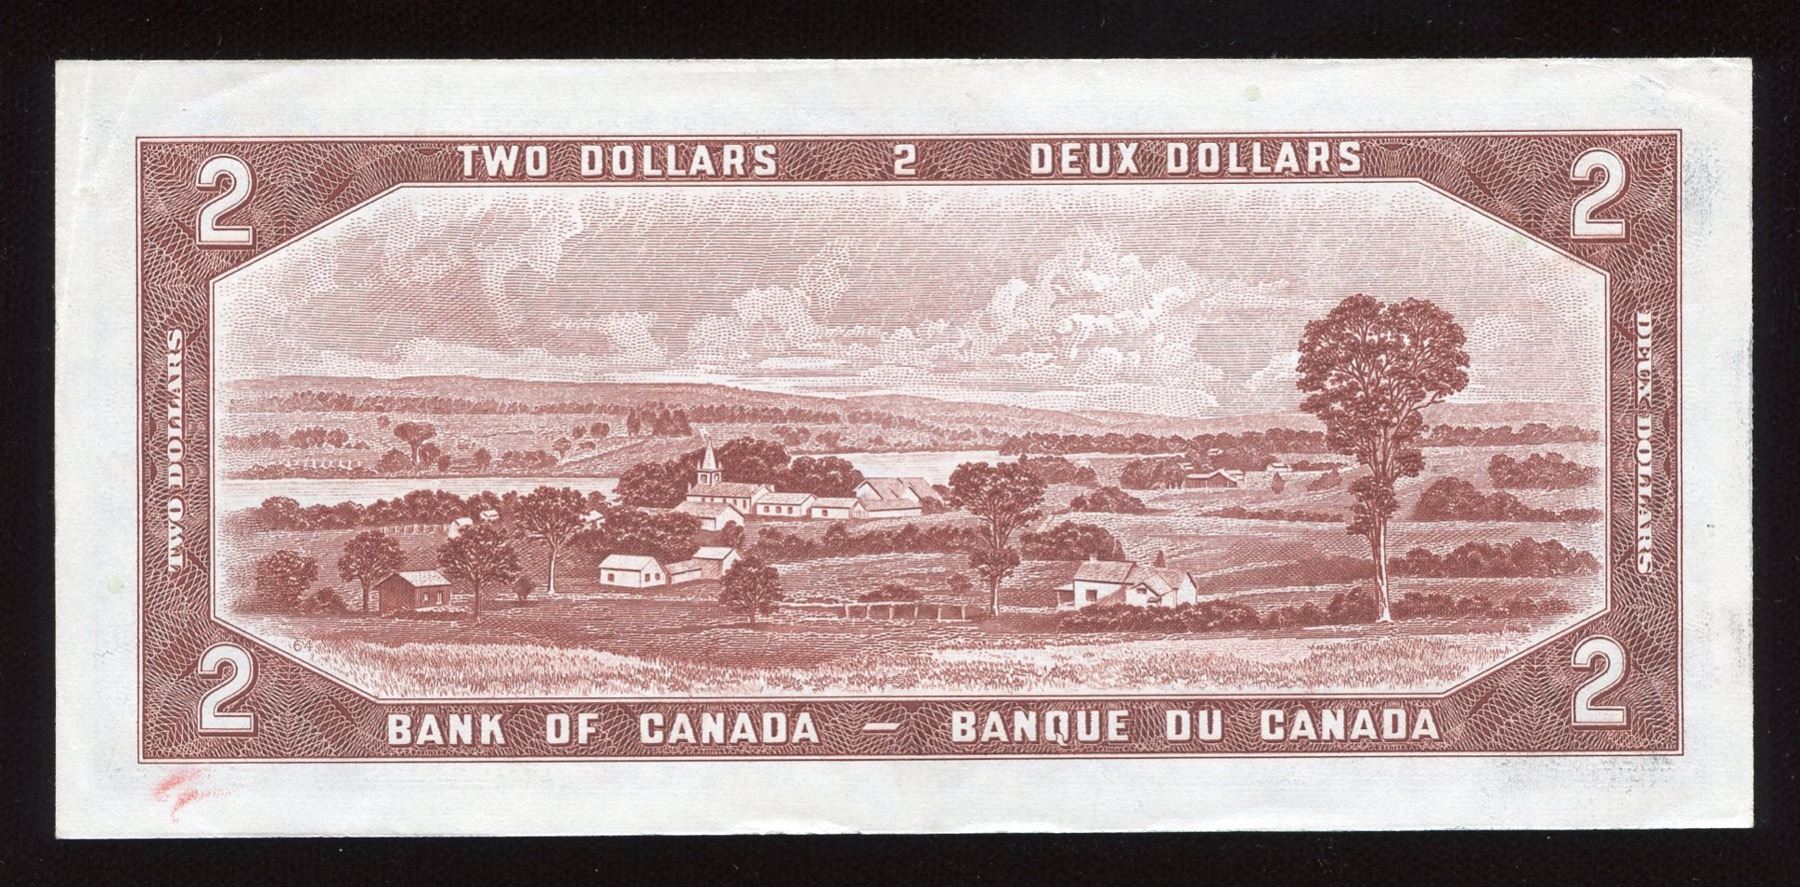 TWO DOLLARS 2 DEUX DOLLARS
2 2
TWO DOLLARS
DEUX DOLLARS
64
2 2
BANK OF CANADA – BANQUE DU CANADA